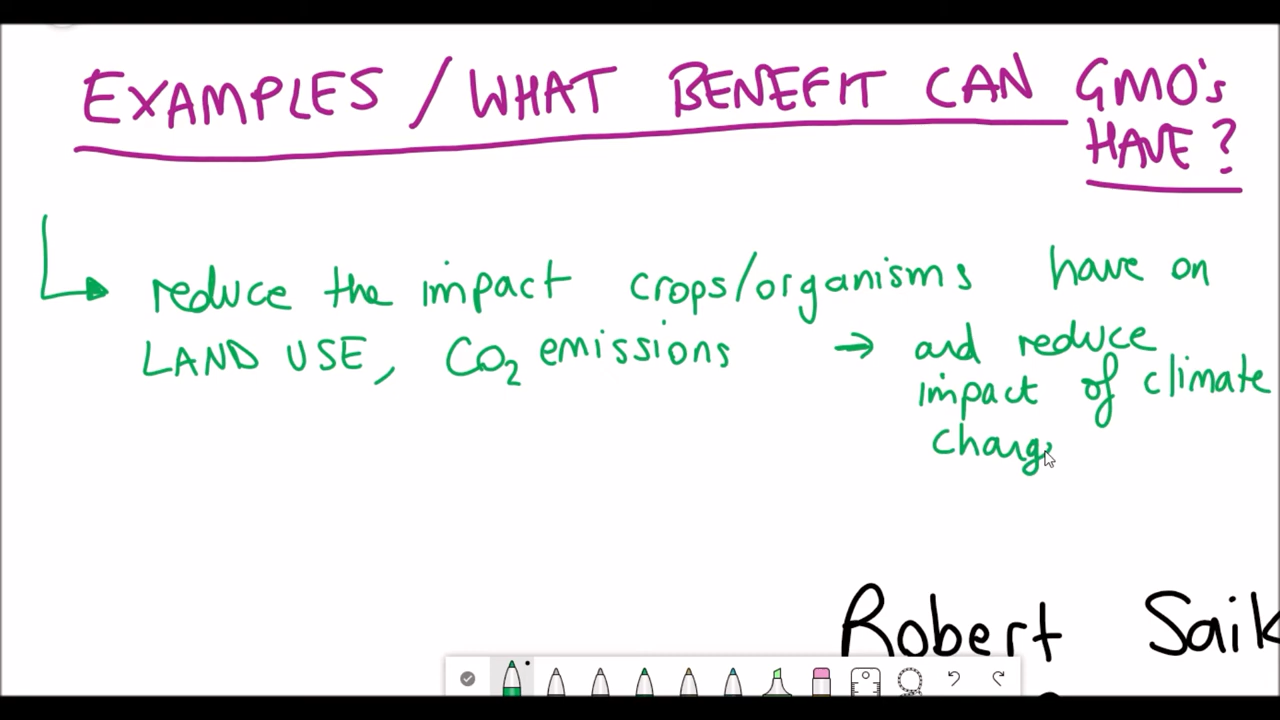 EXAMPLES / WHAT BENEFIT CAN GMO's
HAVE?
reduce the impact crops/organisms have on
LAND USE, CO2 emissions → and reduce
impact of climate
chang
Robert Saik